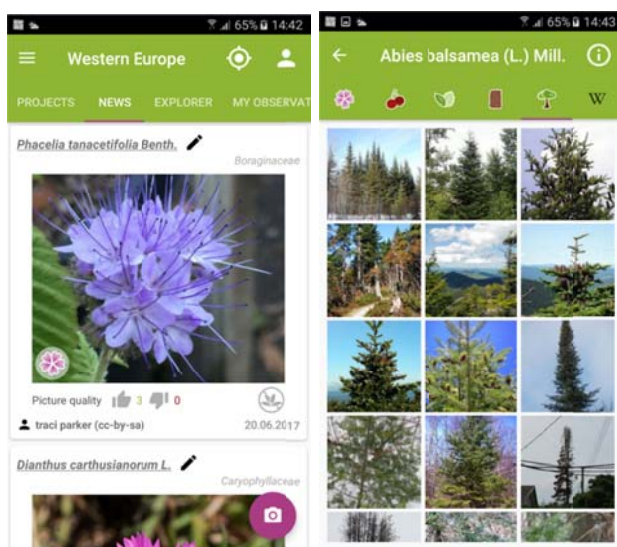 65% 14:42
Western Europe
PROJECTS NEWS EXPLORER MY OBSERVAT
Phacelia tanacetifolia Benth.
Boraginaceae
Picture quality 3 0
traci parker (cc-by-sa) 20.06.2017
Dianthus carthusianorum L.
Caryophyllaceae
65% 14:43
Abies balsamea (L.) Mill.
W